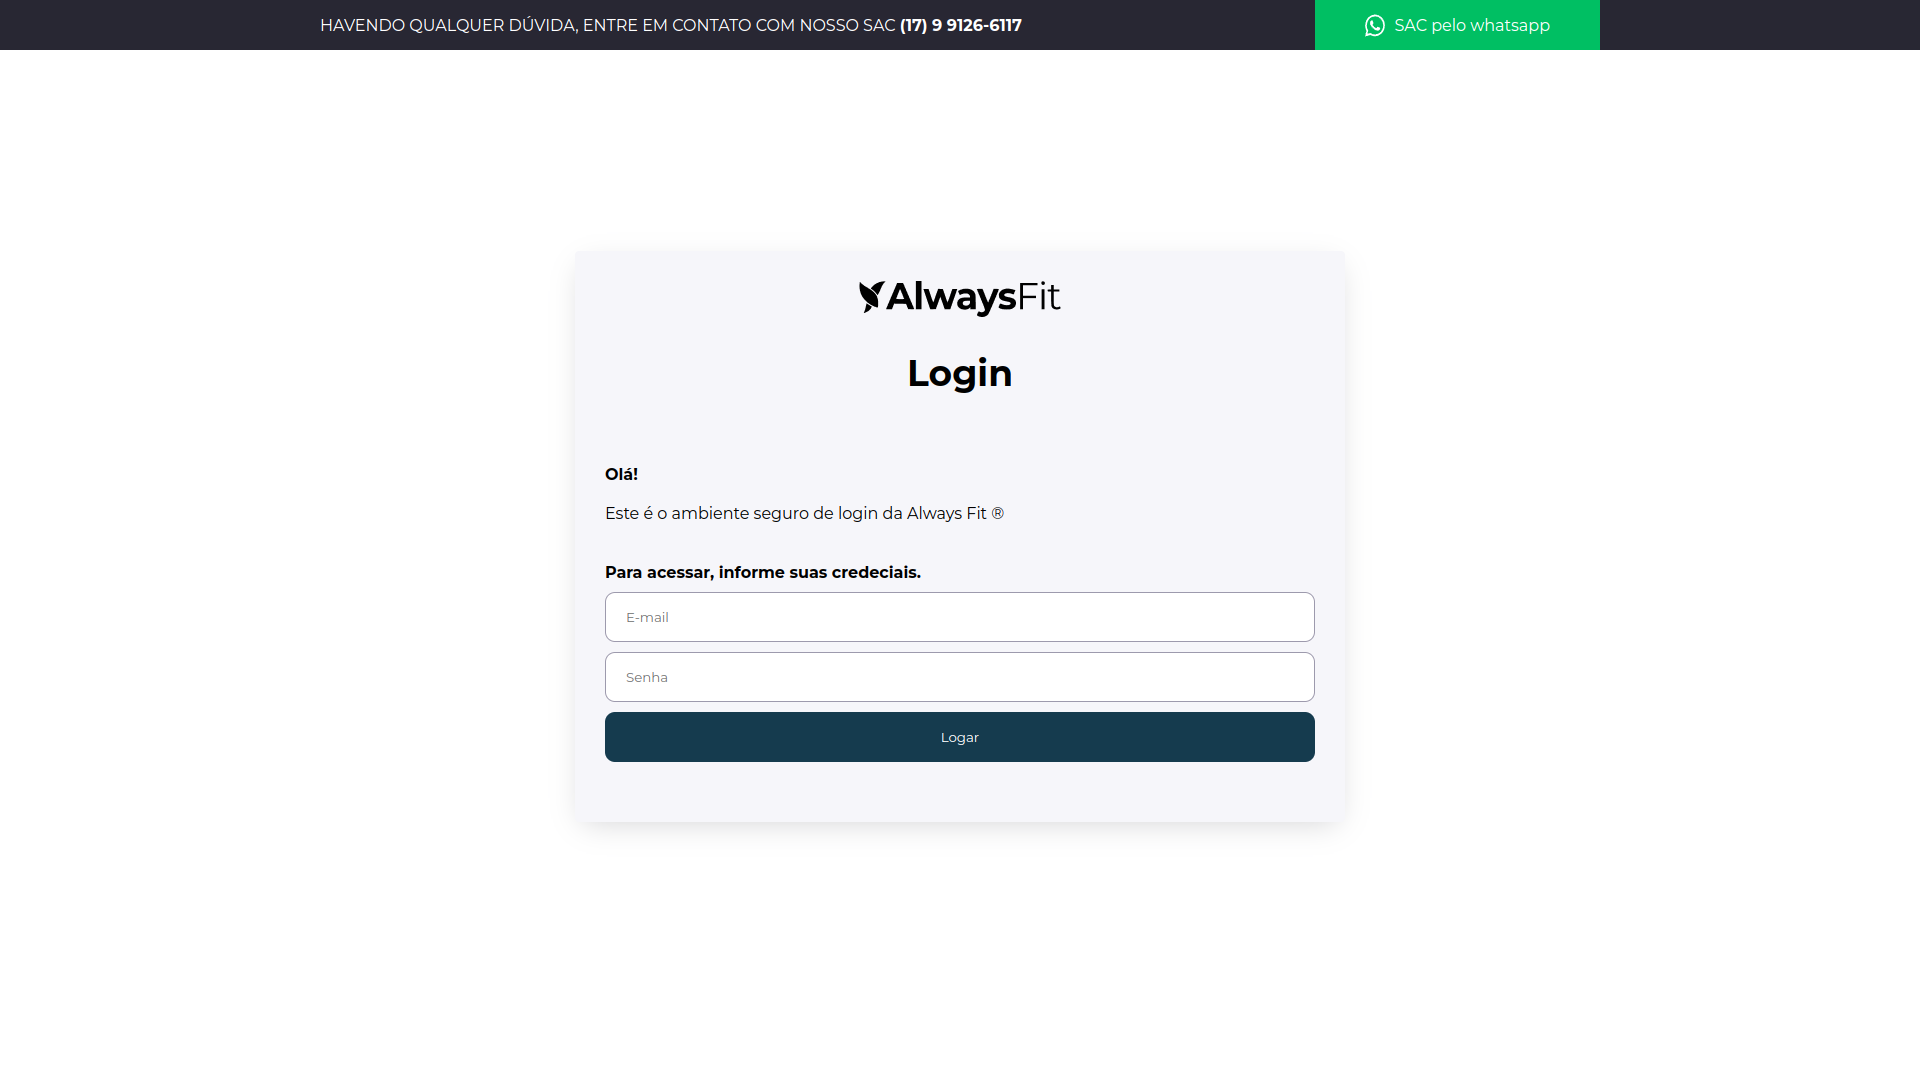 HAVENDO QUALQUER DÚVIDA, ENTRE EM CONTATO COM NOSSO SAC (17) 9 9126-6117
SAC pelo whatsapp
AlwaysFit
Login
Olá!
Este é o ambiente seguro de login da Always Fit ®
Para acessar, informe suas credeciais.
E-mail
Senha
Logar